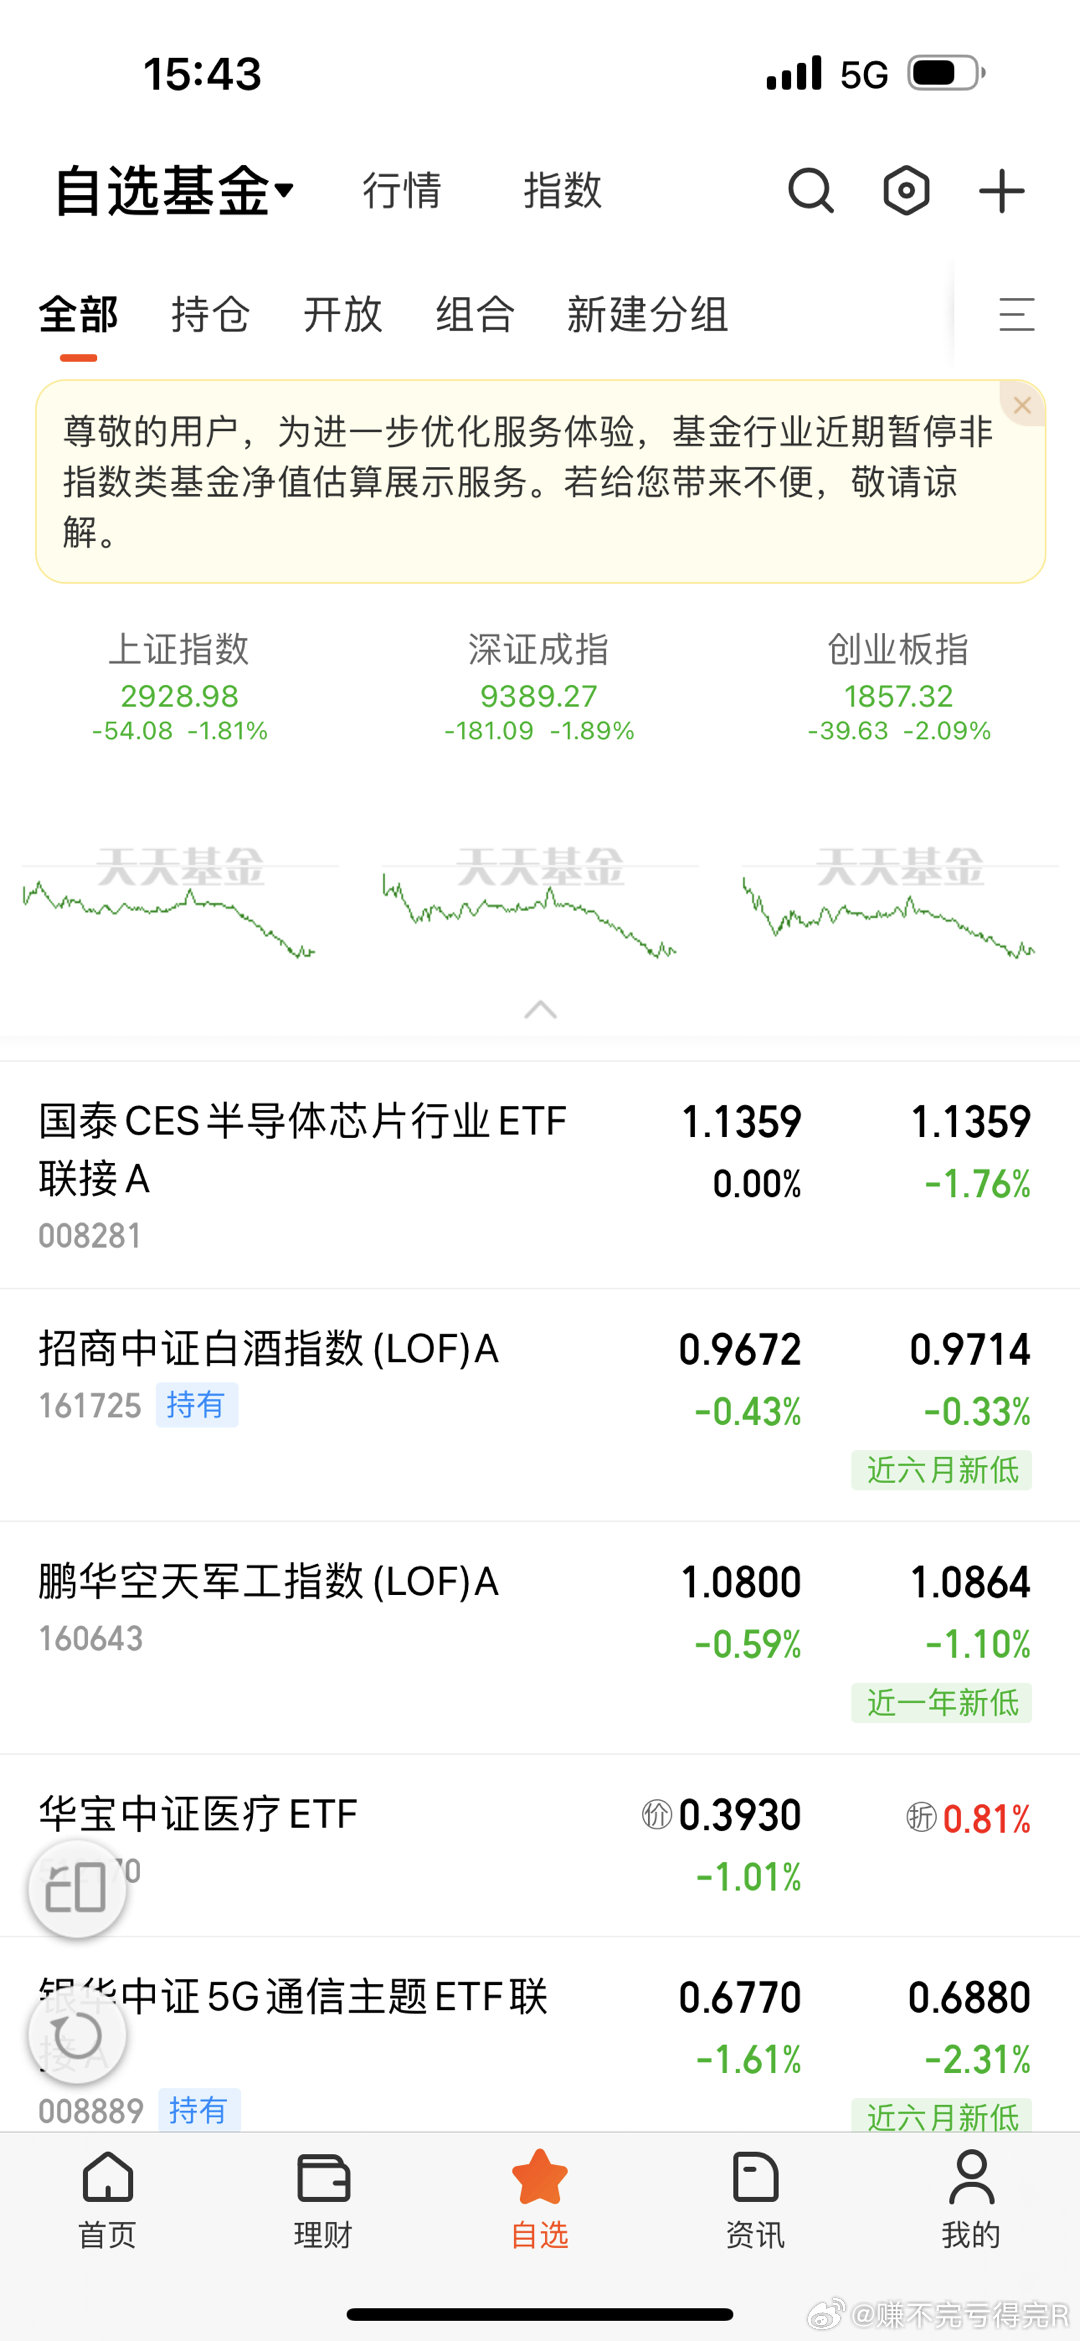 15:43
5G
自选基金
行情
指数
全部
持仓
开放
组合
新建分组
尊敬的用户，为进一步优化服务体验，基金行业近期暂停非
指数类基金净值估算展示服务。若给您带来不便，敬请谅
解。
上证指数
2928.98
-54.08 -1.81%
深证成指
9389.27
-181.09 -1.89%
创业板指
1857.32
-39.63 -2.09%
天天基金
天天基金
天天基金
国泰CES半导体芯片行业ETF
联接A
008281
1.1359
0.00%
1.1359
-1.76%
招商中证白酒指数(LOF)A
161725 持有
0.9672
-0.43%
0.9714
-0.33%
近六月新低
鹏华空天军工指数(LOF)A
160643
1.0800
-0.59%
1.0864
-1.10%
近一年新低
华宝中证医疗ETF
价 0.3930
-1.01%
折 0.81%
银华中证5G通信主题ETF联
接A
008889 持有
0.6770
-1.61%
0.6880
-2.31%
近六月新低
首页
理财
自选
资讯
我的
@赚不完亏得完R